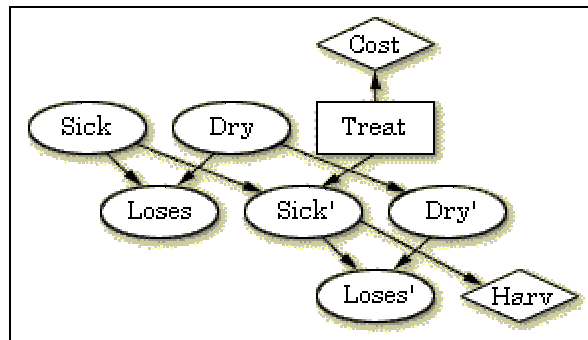 Cost
Sick Dry Treat
Loses Sick' Dry'
Loses' Harv